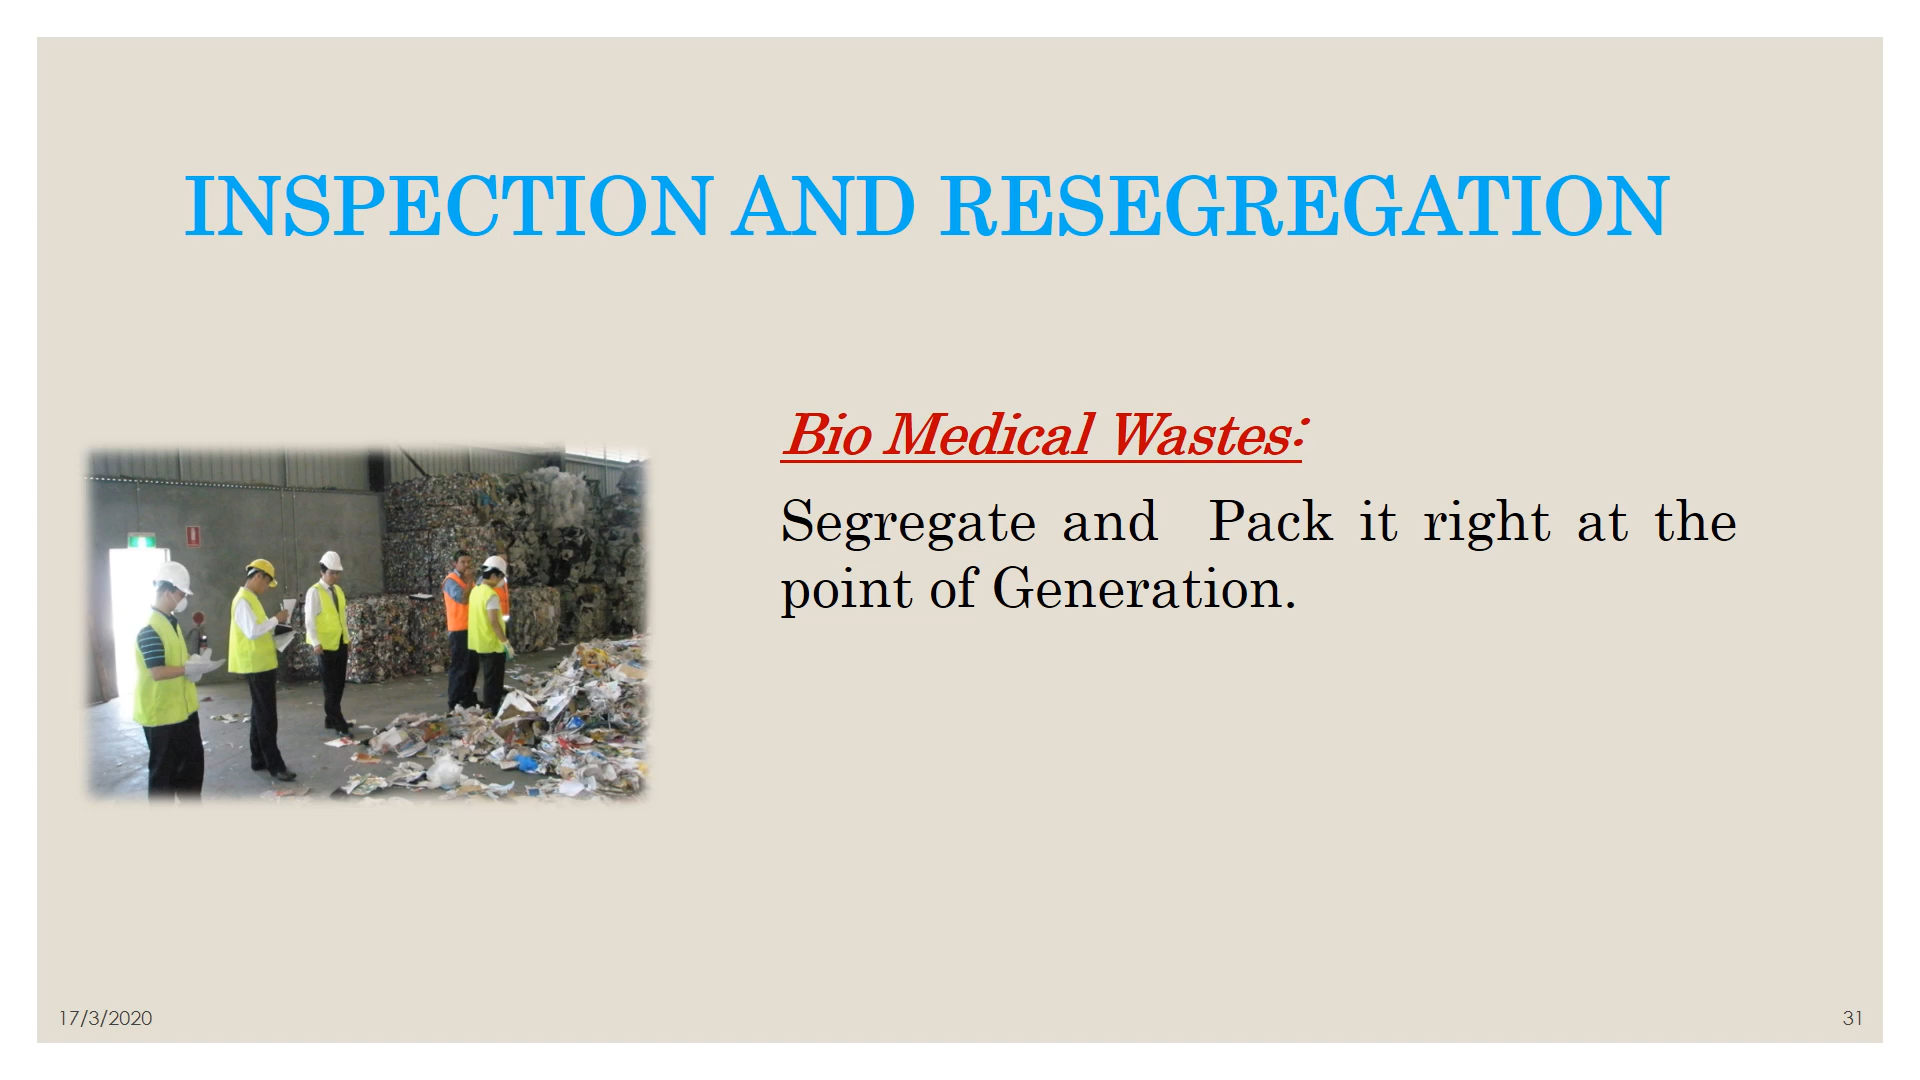 INSPECTION AND RESEGREGATION
Bio Medical Wastes:
Segregate and Pack it right at the
point of Generation.
17/3/2020
31